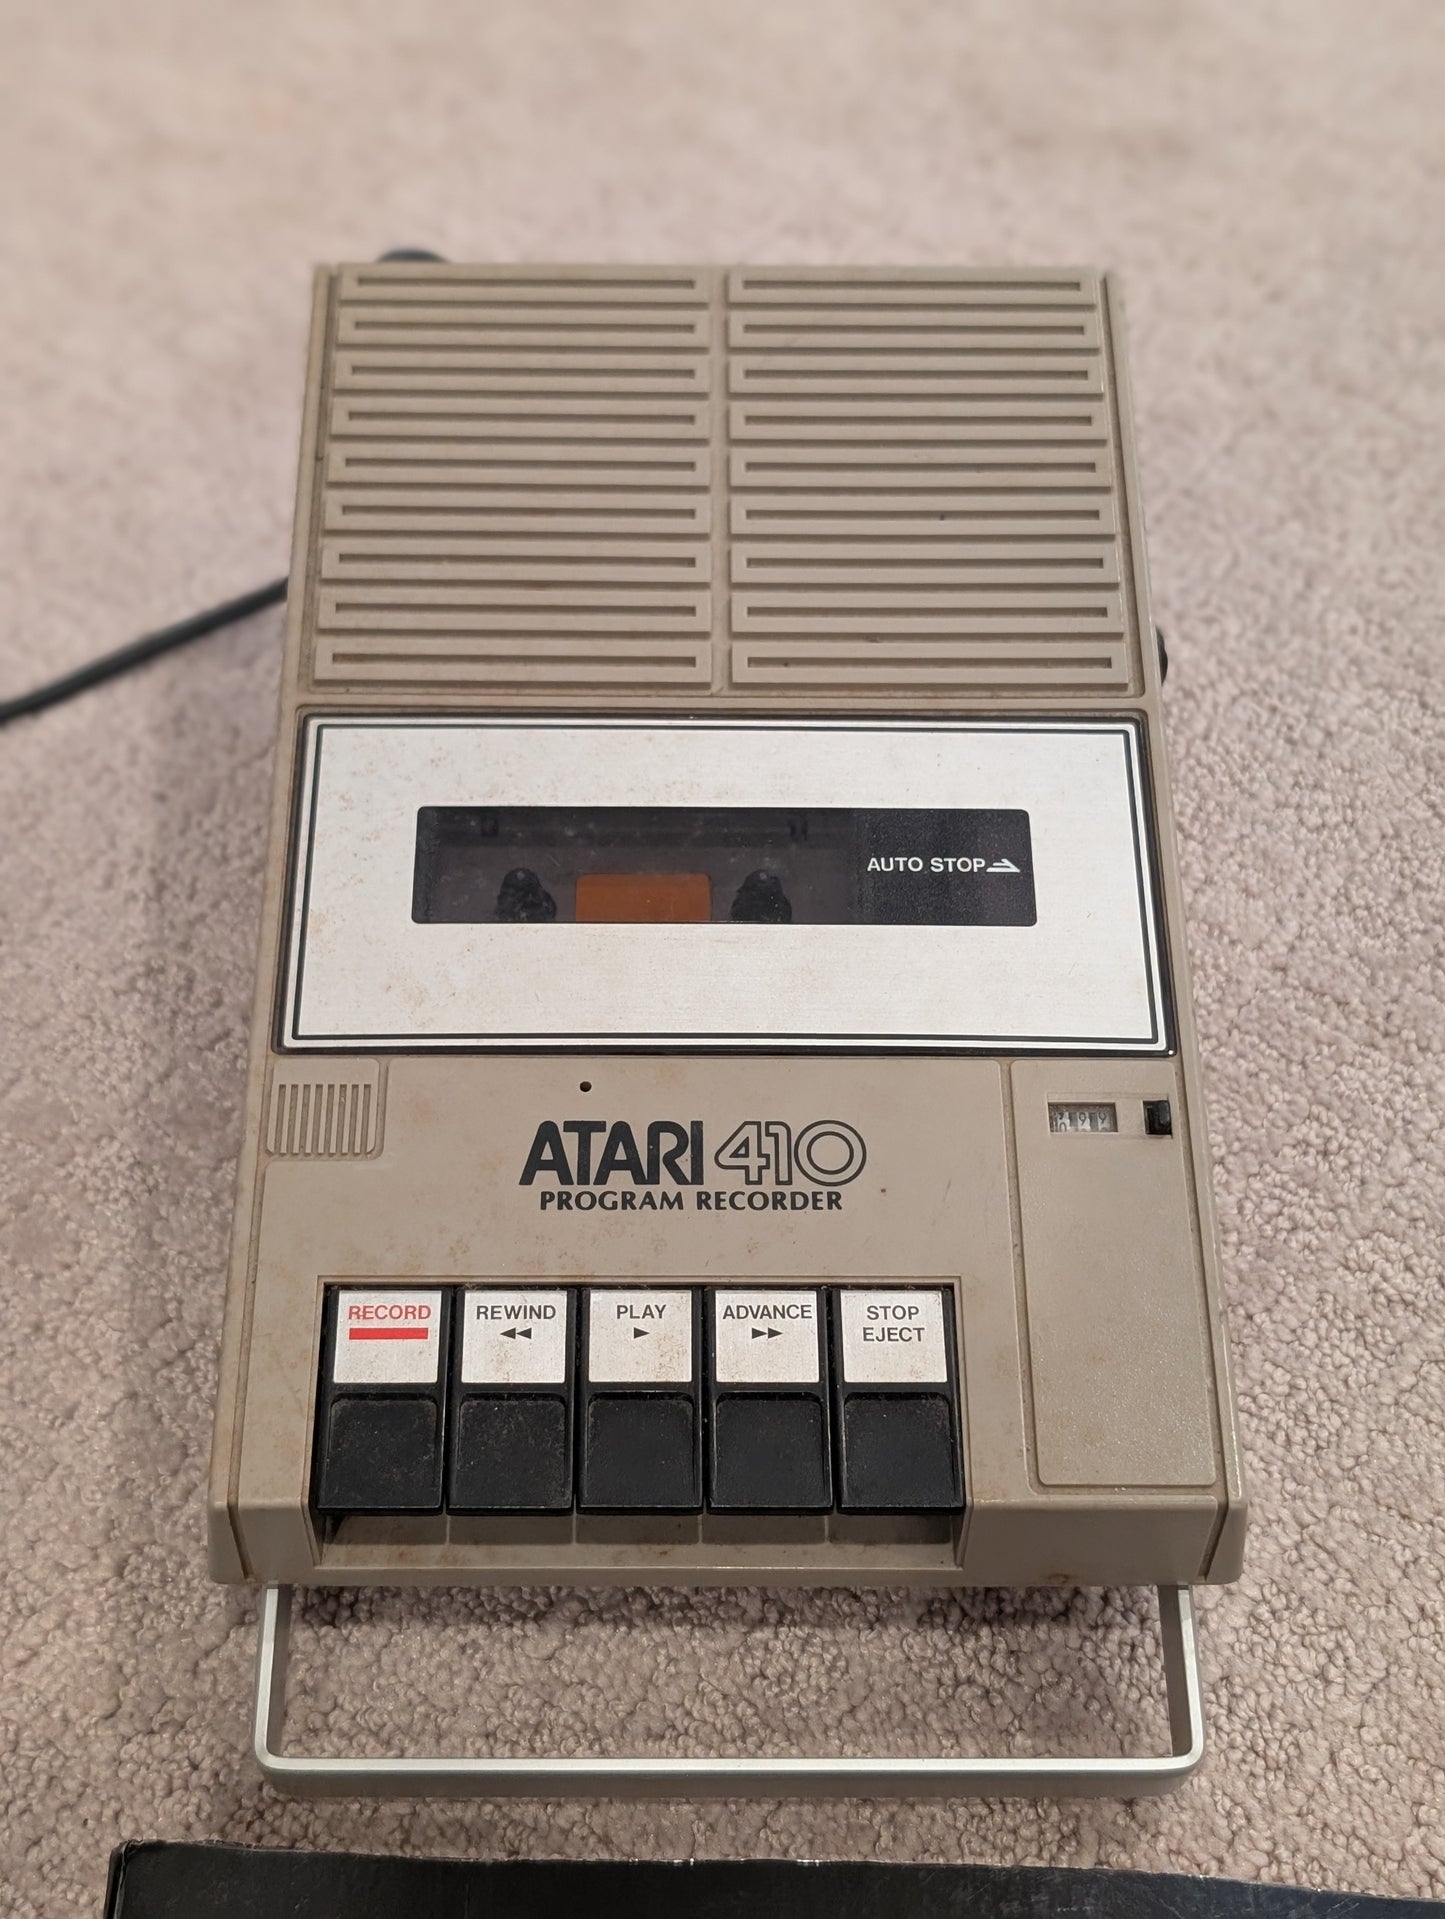 AUTO STOP
ATARI 410
PROGRAM RECORDER
RECORD
REWIND
PLAY
ADVANCE
STOP
EJECT